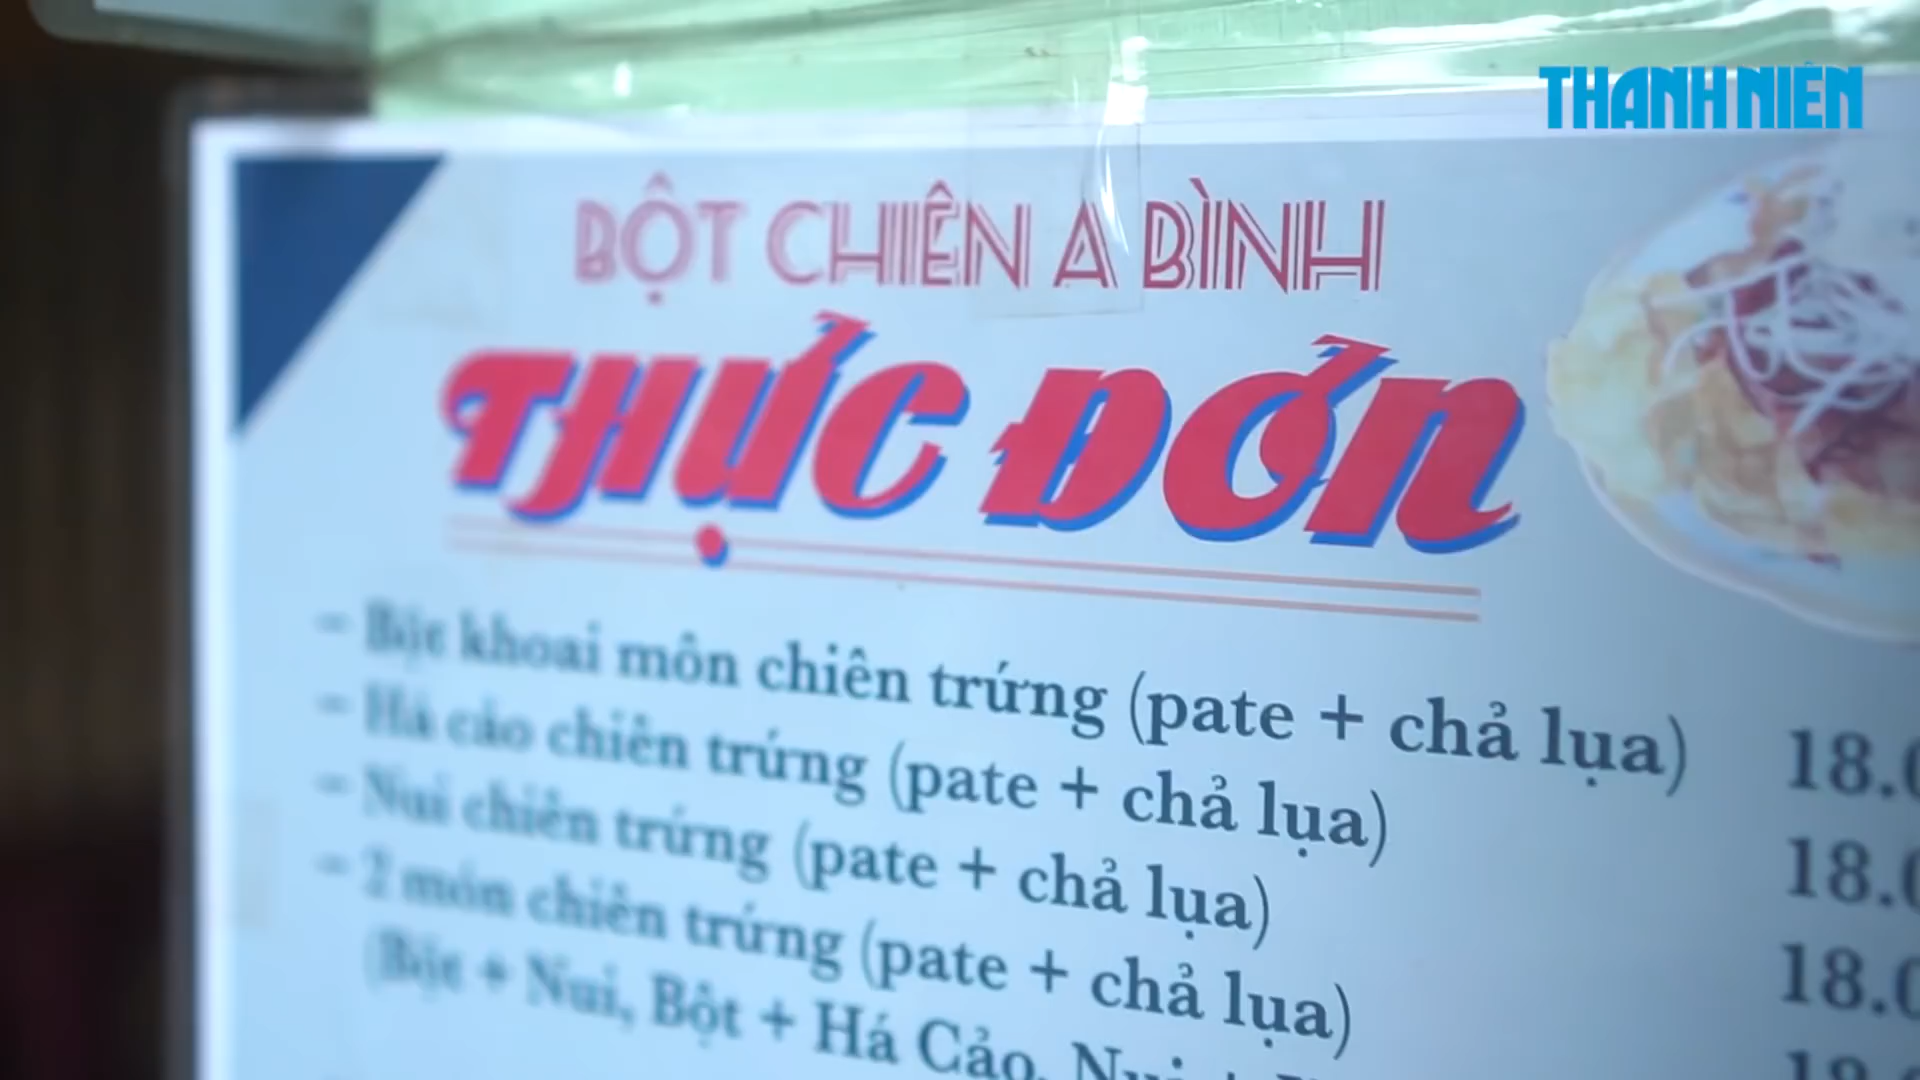 THANH NIÊN
BỘT CHIÊN A BÌNH
THỰC ĐƠN
- Bột khoai môn chiên trứng (pate + chả lụa) 18.0
- Há cảo chiên trứng (pate + chả lụa) 18.0
- Nui chiên trứng (pate + chả lụa) 18.0
- 2 món chiên trứng (pate + chả lụa)
(Bột + Nui, Bột + Há Cảo, Nui +